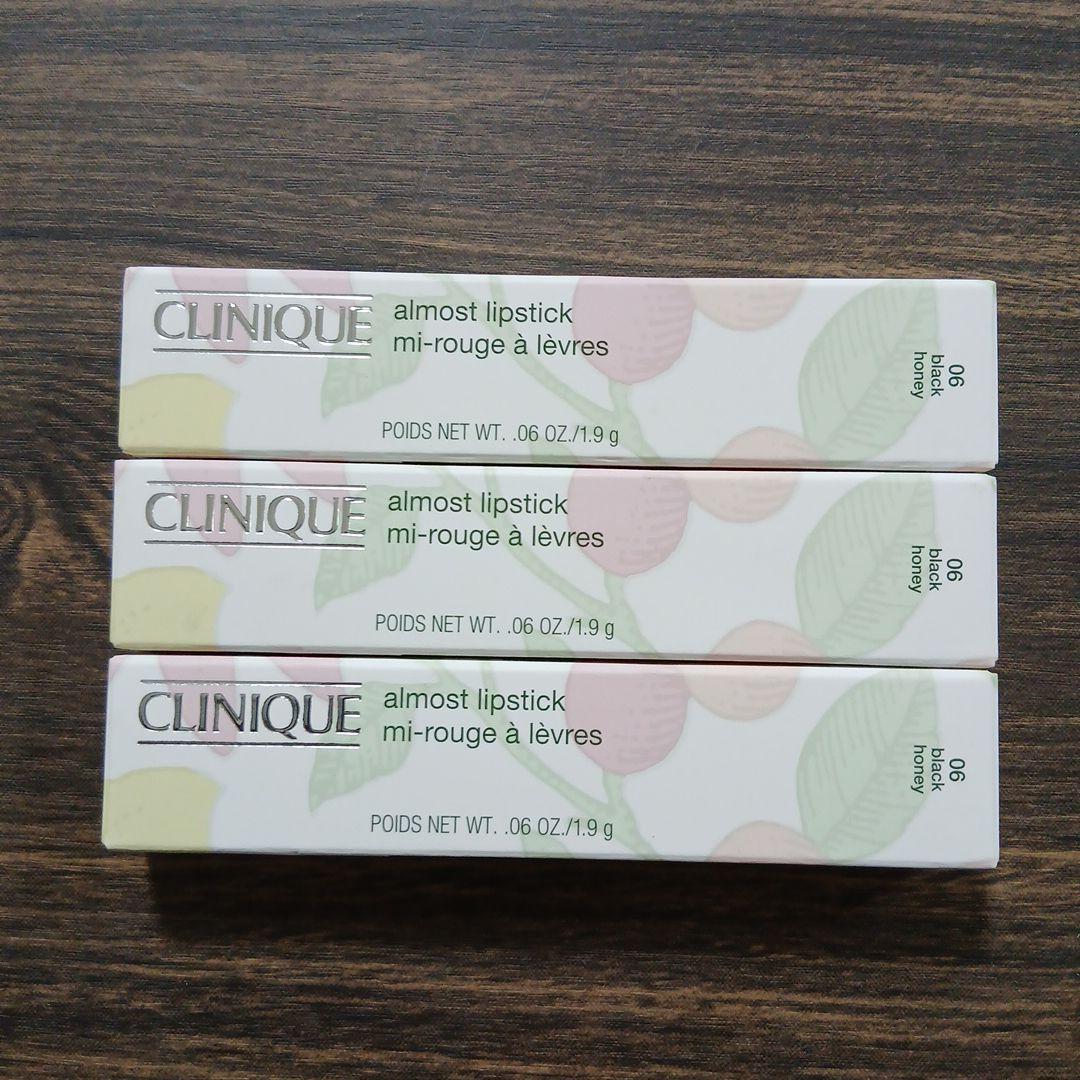 CLINIQUE
almost lipstick
mi-rouge à lèvres
POIDS NET WT. .06 OZ./1.9 g
06
black
honey
CLINIQUE
almost lipstick
mi-rouge à lèvres
POIDS NET WT. .06 OZ./1.9 g
06
black
honey
CLINIQUE
almost lipstick
mi-rouge à lèvres
POIDS NET WT. .06 OZ./1.9 g
06
black
honey